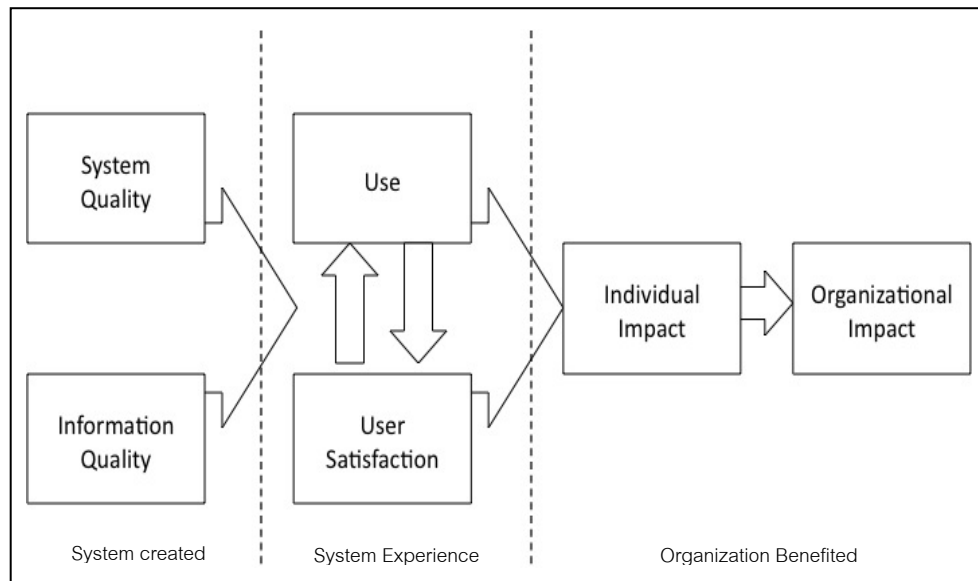 System
Quality
Use
Individual
Impact
Organizational
Impact
Information
Quality
User
Satisfaction
System created
System Experience
Organization Benefited